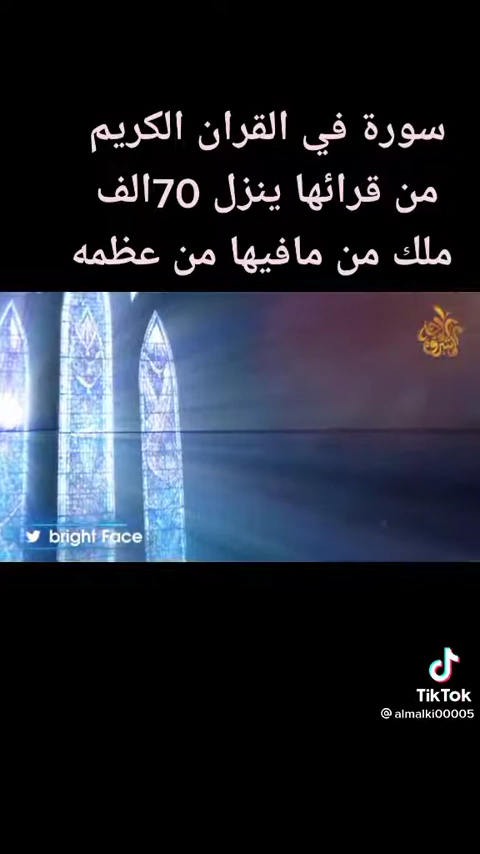 سورة في القران الكريم
من قرائها ينزل 70الف
ملك من مافيها من عظمه
bright Face
TikTok
@almalki00005